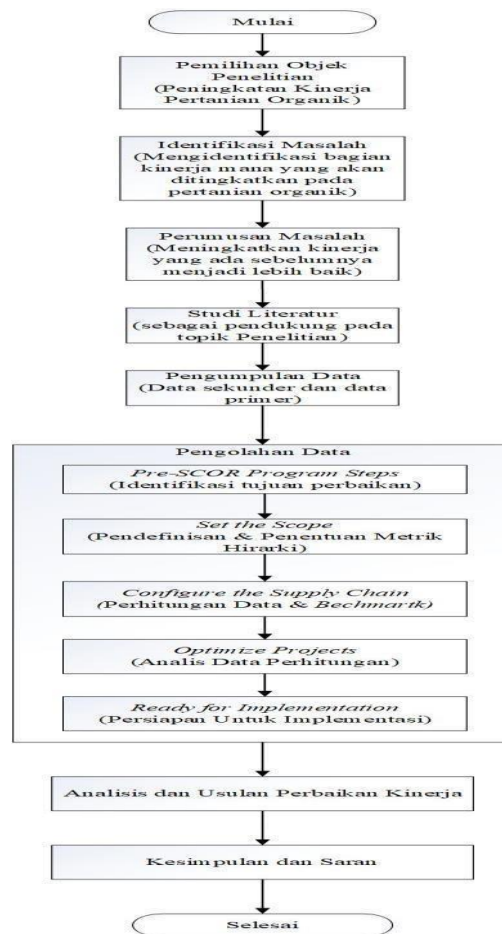 Mulai
Pemilihan Objek
Penelitian
(Peningkatan Kinerja
Pertanian Organik)
Identifikasi Masalah
(Mengidentifikasi bagian
kinerja mana yang akan
ditingkatkan pada
pertanian organik)
Perumusan Masalah
(Meningkatkan kinerja
yang ada sebelumnya
menjadi lebih baik)
Studi Literatur
(sebagai pendukung pada
topik Penelitian)
Pengumpulan Data
(Data sekunder dan data
primer)
Pengolahan Data
Pre-SCOR Program Steps
(Identifikasi tujuan perbaikan)
Set the Scope
(Pendefinisan & Penentuan Metrik
Hirarki)
Configure the Supply Chain
(Perhitungan Data & Bechmartk)
Optimize Projects
(Analis Data Perhitungan)
Ready for Implementation
(Persiapan Untuk Implementasi)
Analisis dan Usulan Perbaikan Kinerja
Kesimpulan dan Saran
Selesai